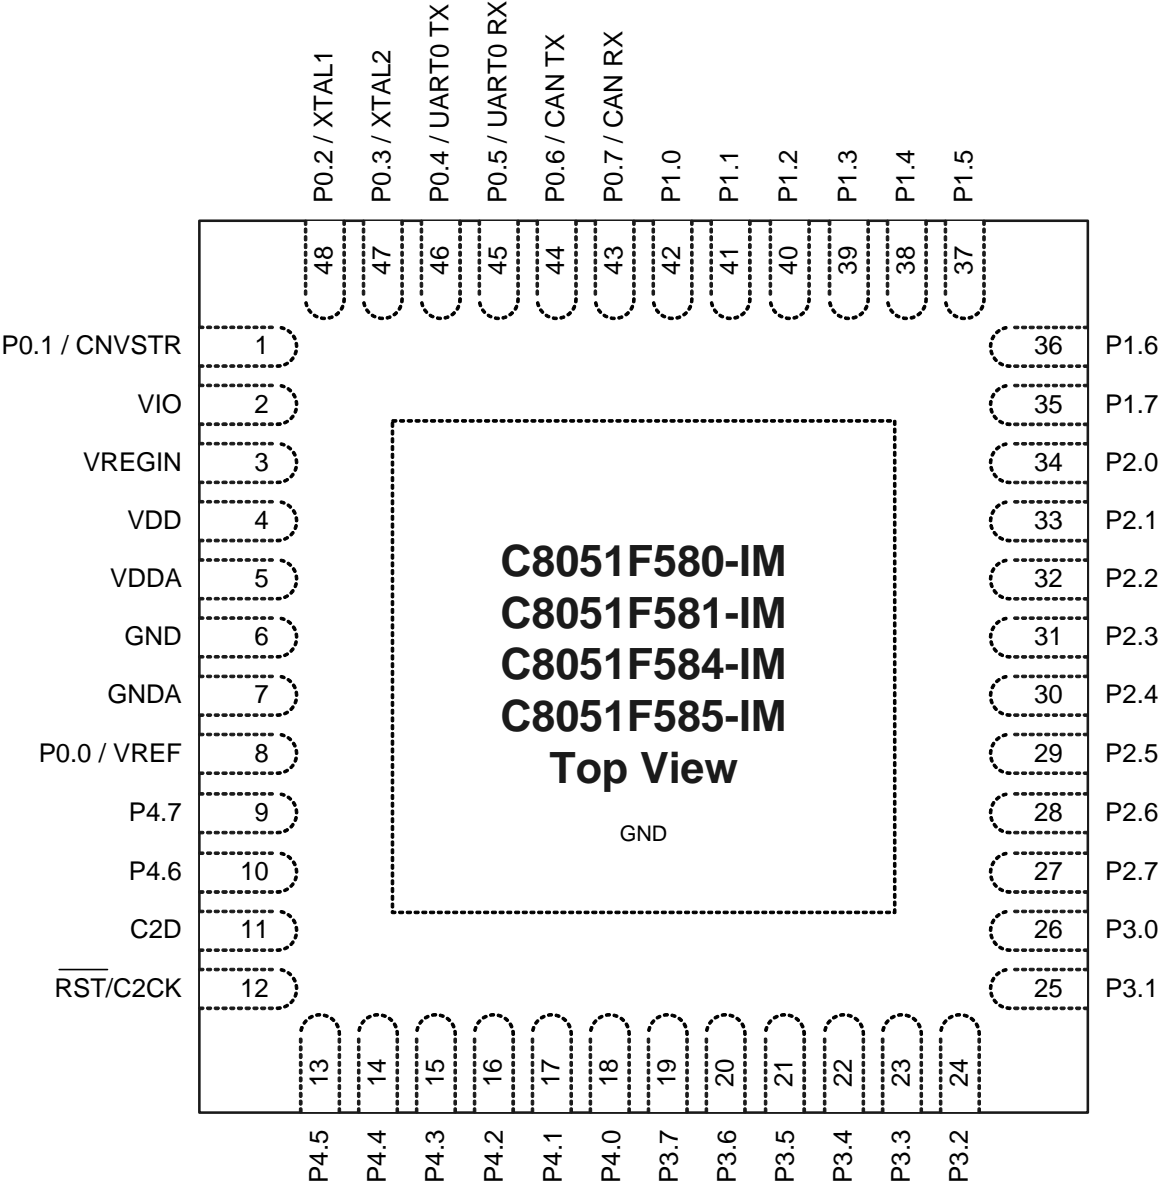 P0.2 / XTAL1
P0.3 / XTAL2
P0.4 / UART0 TX
P0.5 / UART0 RX
P0.6 / CAN TX
P0.7 / CAN RX
P1.0
P1.1
P1.2
P1.3
P1.4
P1.5
48
47
46
45
44
43
42
41
40
39
38
37
P0.1 / CNVSTR 1
VIO 2
VREGIN 3
VDD 4
VDDA 5
GND 6
GNDA 7
P0.0 / VREF 8
P4.7 9
P4.6 10
C2D 11
RST/C2CK 12
C8051F580-IM
C8051F581-IM
C8051F584-IM
C8051F585-IM
Top View
GND
36 P1.6
35 P1.7
34 P2.0
33 P2.1
32 P2.2
31 P2.3
30 P2.4
29 P2.5
28 P2.6
27 P2.7
26 P3.0
25 P3.1
13
14
15
16
17
18
19
20
21
22
23
24
P4.5
P4.4
P4.3
P4.2
P4.1
P4.0
P3.7
P3.6
P3.5
P3.4
P3.3
P3.2